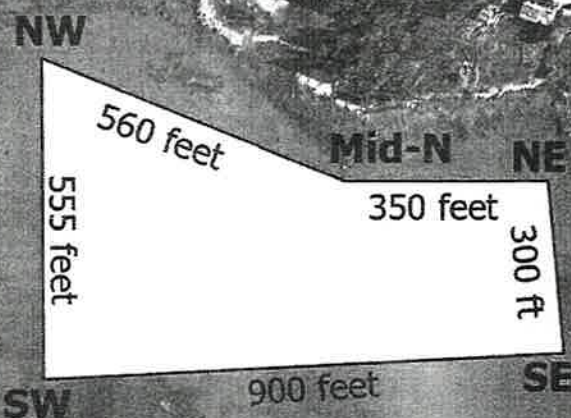 NW
560 feet
Mid-N
NE
350 feet
555 feet
300 ft
900 feet
SW
SE